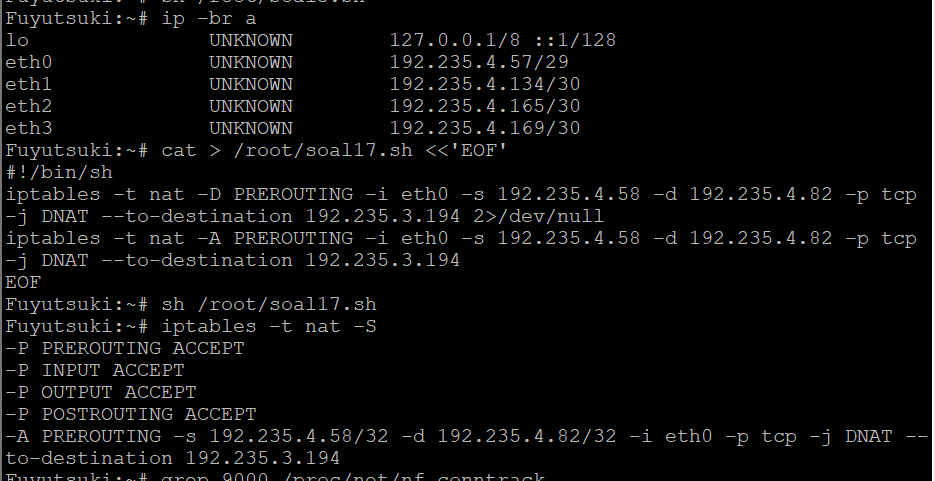 Fuyutsuki:~# ip -br a
lo               UNKNOWN        127.0.0.1/8 ::1/128
eth0             UNKNOWN        192.235.4.57/29
eth1             UNKNOWN        192.235.4.134/30
eth2             UNKNOWN        192.235.4.165/30
eth3             UNKNOWN        192.235.4.169/30
Fuyutsuki:~# cat > /root/soal17.sh <<'EOF'
#!/bin/sh
iptables -t nat -D PREROUTING -i eth0 -s 192.235.4.58 -d 192.235.4.82 -p tcp
-j DNAT --to-destination 192.235.3.194 2>/dev/null
iptables -t nat -A PREROUTING -i eth0 -s 192.235.4.58 -d 192.235.4.82 -p tcp
-j DNAT --to-destination 192.235.3.194
EOF
Fuyutsuki:~# sh /root/soal17.sh
Fuyutsuki:~# iptables -t nat -S
-P PREROUTING ACCEPT
-P INPUT ACCEPT
-P OUTPUT ACCEPT
-P POSTROUTING ACCEPT
-A PREROUTING -s 192.235.4.58/32 -d 192.235.4.82/32 -i eth0 -p tcp -j DNAT --
to-destination 192.235.3.194
Fuyutsuki:~# grep 9000 /proc/net/nf_conntrack